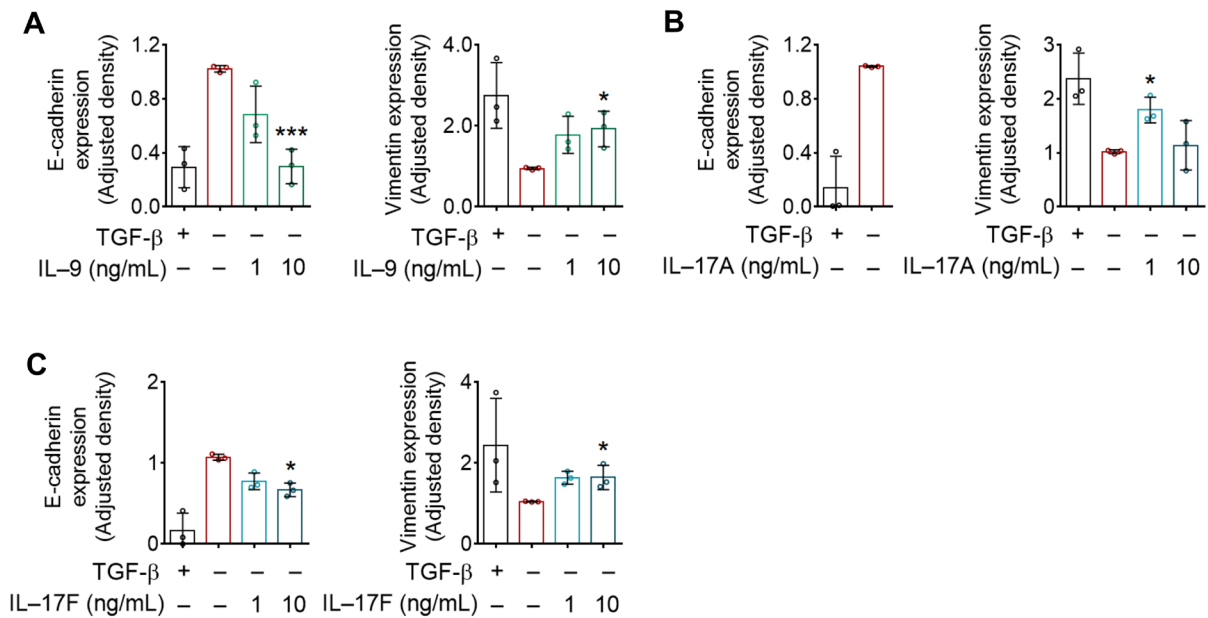 A
E-cadherin
expression
(Adjusted density)
1.2
0.8
0.4
0.0
***
TGF-β + – – –
IL–9 (ng/mL) – – 1 10
Vimentin expression
(Adjusted density)
4.0
2.0
0.0
*
TGF-β + – – –
IL–9 (ng/mL) – – 1 10
B
E-cadherin
expression
(Adjusted density)
1.2
0.8
0.4
0.0
TGF-β + –
IL–17A (ng/mL) – –
Vimentin expression
(Adjusted density)
3
2
1
0
*
TGF-β + – – –
IL–17A (ng/mL) – – 1 10
C
E-cadherin
expression
(Adjusted density)
2
1
0
*
TGF-β + – – –
IL–17F (ng/mL) – – 1 10
Vimentin expression
(Adjusted density)
4
2
0
*
TGF-β + – – –
IL–17F (ng/mL) – – 1 10